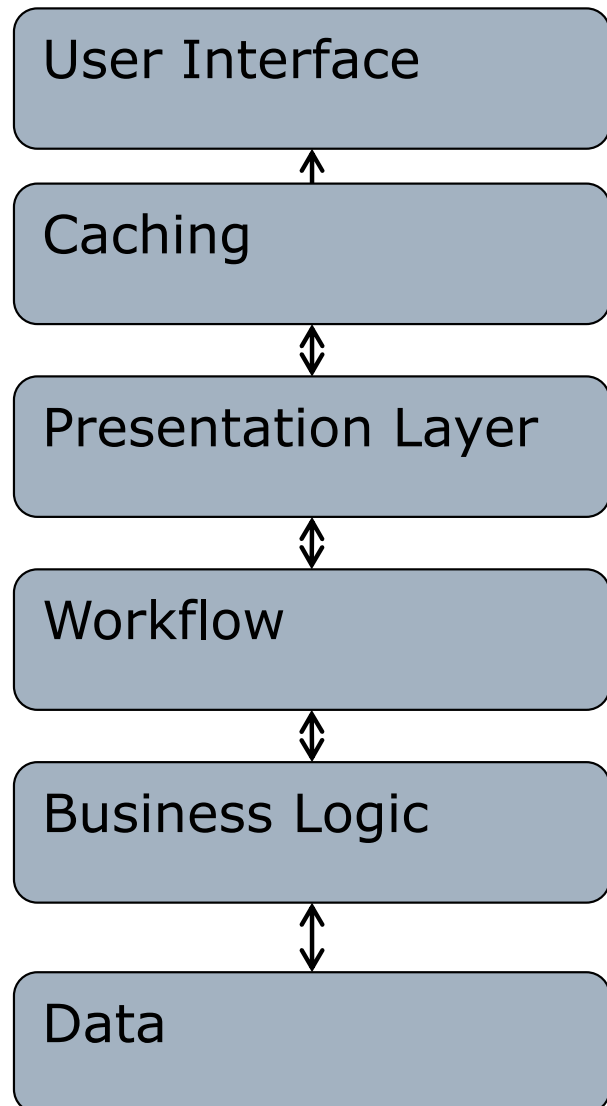 User Interface
Caching
Presentation Layer
Workflow
Business Logic
Data